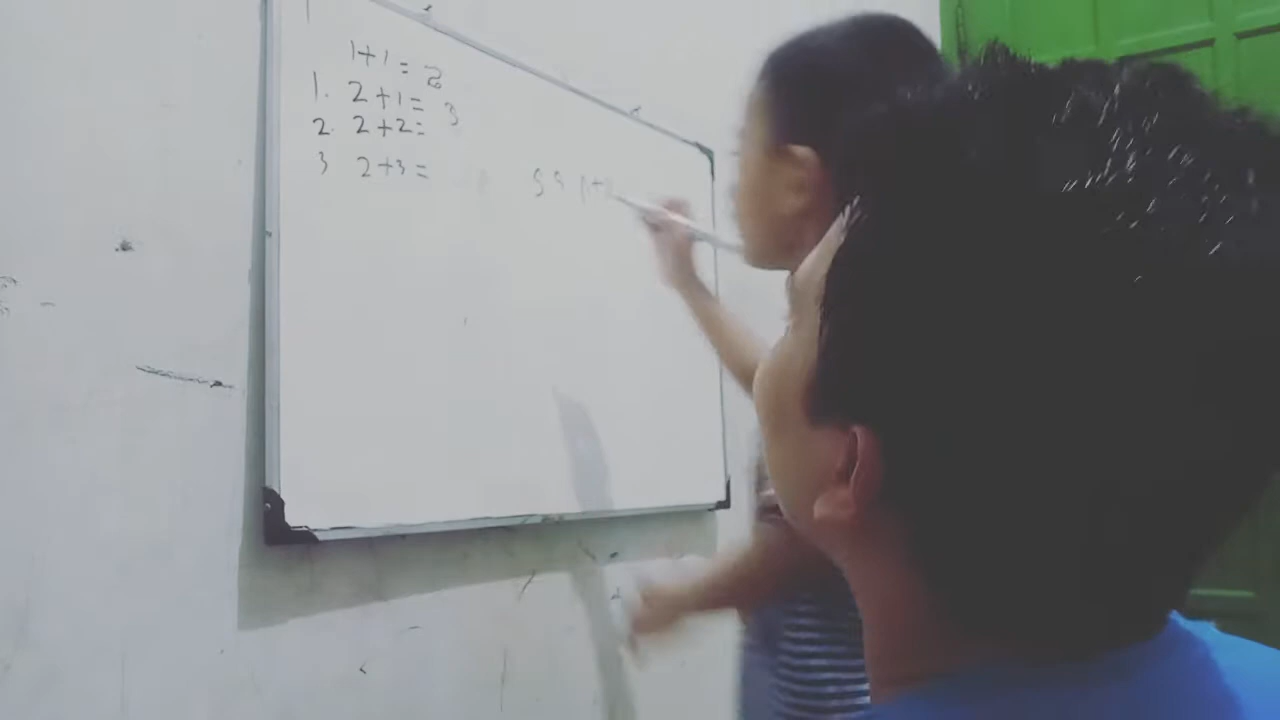 1+1=2
1. 2+1= 3
2. 2+2=
3 2+3=